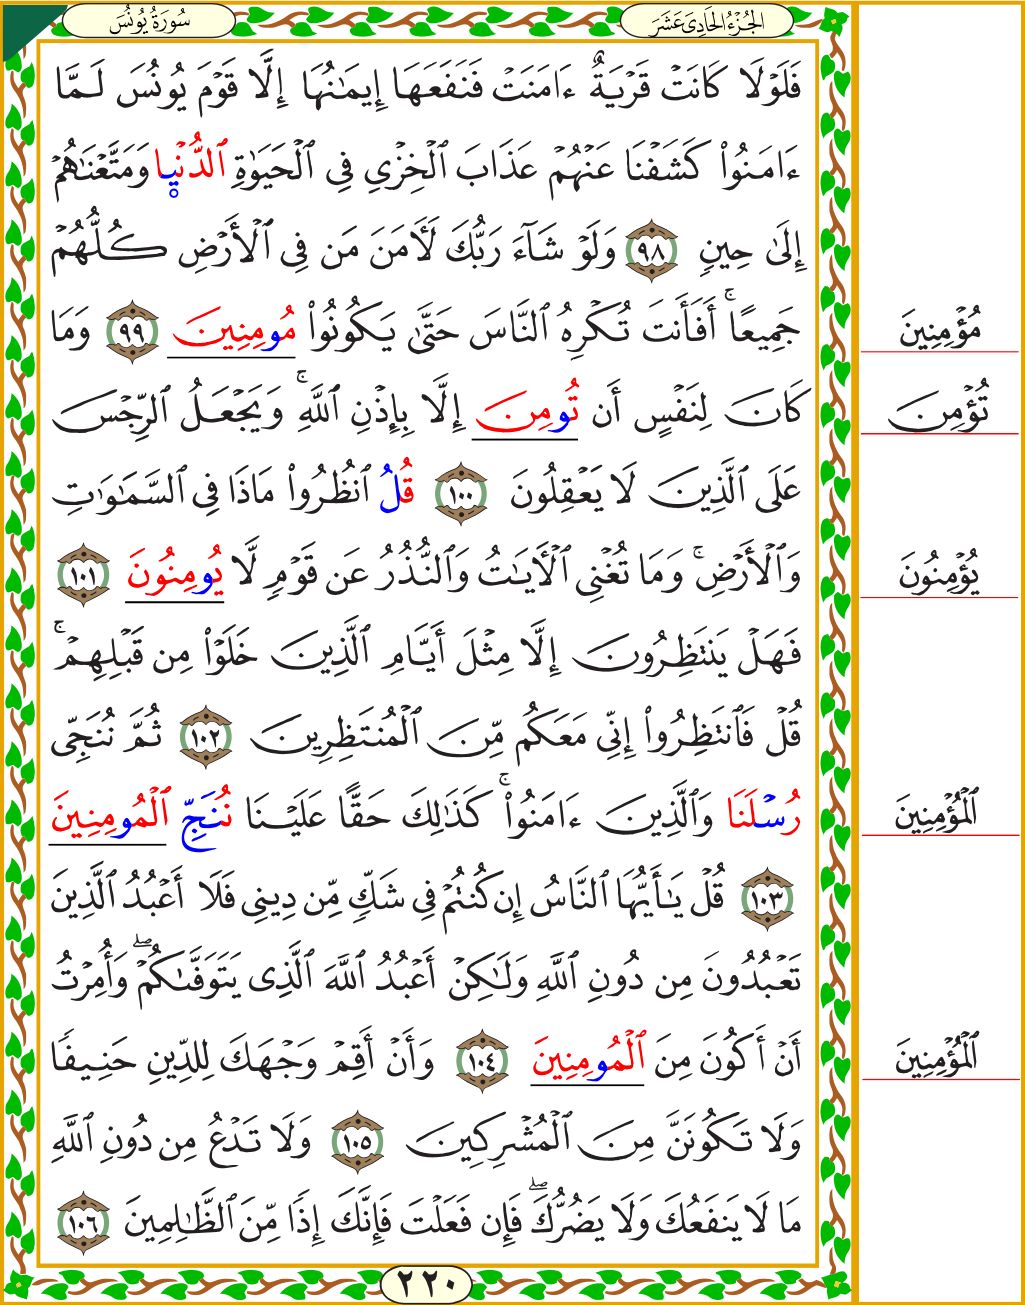 سُورَةُ يُونُسَ
الجُزْءُ الحَادِيَ عَشَرَ
فَلَوْلَا كَانَتْ قَرْيَةٌ ءَامَنَتْ فَنَفَعَهَا إِيمَٰنُهَا إِلَّا قَوْمَ يُونُسَ لَمَّا
ءَامَنُوا۟ كَشَفْنَا عَنْهُمْ عَذَابَ ٱلْخِزْىِ فِى ٱلْحَيَوٰةِ ٱلدُّنْيٜا وَمَتَّعْنَٰهُمْ
إِلَىٰ حِينٍ ٩٨ وَلَوْ شَآءَ رَبُّكَ لَـَٔامَنَ مَن فِى ٱلْأَرْضِ كُلُّهُمْ
جَمِيعًا ۚ أَفَأَنتَ تُكْرِهُ ٱلنَّاسَ حَتَّىٰ يَكُونُوا۟ مُومِنِينَ ٩٩ وَمَا
مُؤْمِنِينَ
كَانَ لِنَفْسٍ أَن تُومِنَ إِلَّا بِإِذْنِ ٱللَّهِ ۚ وَيَجْعَلُ ٱلرِّجْسَ
تُؤْمِنَ
عَلَى ٱلَّذِينَ لَا يَعْقِلُونَ ١٠٠ قُلُ ٱنظُرُوا۟ مَاذَا فِى ٱلسَّمَٰوَٰتِ
وَٱلْأَرْضِ ۚ وَمَا تُغْنِى ٱلْـَٔايَٰتُ وَٱلنُّذُرُ عَن قَوْمٍ لَّا يُومِنُونَ ١٠١
يُؤْمِنُونَ
فَهَلْ يَنتَظِرُونَ إِلَّا مِثْلَ أَيَّامِ ٱلَّذِينَ خَلَوْا۟ مِن قَبْلِهِمْ ۚ
قُلْ فَٱنتَظِرُوٓا۟ إِنِّى مَعَكُم مِّنَ ٱلْمُنتَظِرِينَ ١٠٢ ثُمَّ نُنَجِّى
رُسْلَنَا وَٱلَّذِينَ ءَامَنُوا۟ ۚ كَذَٰلِكَ حَقًّا عَلَيْنَا نُنَجِّ ٱلْمُومِنِينَ
ٱلْمُؤْمِنِينَ
١٠٣ قُلْ يَٰٓأَيُّهَا ٱلنَّاسُ إِن كُنتُمْ فِى شَكٍّ مِّن دِينِى فَلَآ أَعْبُدُ ٱلَّذِينَ
تَعْبُدُونَ مِن دُونِ ٱللَّهِ وَلَٰكِنْ أَعْبُدُ ٱللَّهَ ٱلَّذِى يَتَوَفَّىٰكُمْ ۖ وَأُمِرْتُ
أَنْ أَكُونَ مِنَ ٱلْمُومِنِينَ ١٠٤ وَأَنْ أَقِمْ وَجْهَكَ لِلدِّينِ حَنِيفًا
ٱلْمُؤْمِنِينَ
وَلَا تَكُونَنَّ مِنَ ٱلْمُشْرِكِينَ ١٠٥ وَلَا تَدْعُ مِن دُونِ ٱللَّهِ
مَا لَا يَنفَعُكَ وَلَا يَضُرُّكَ ۖ فَإِن فَعَلْتَ فَإِنَّكَ إِذًا مِّنَ ٱلظَّٰلِمِينَ ١٠٦
٢٢٠